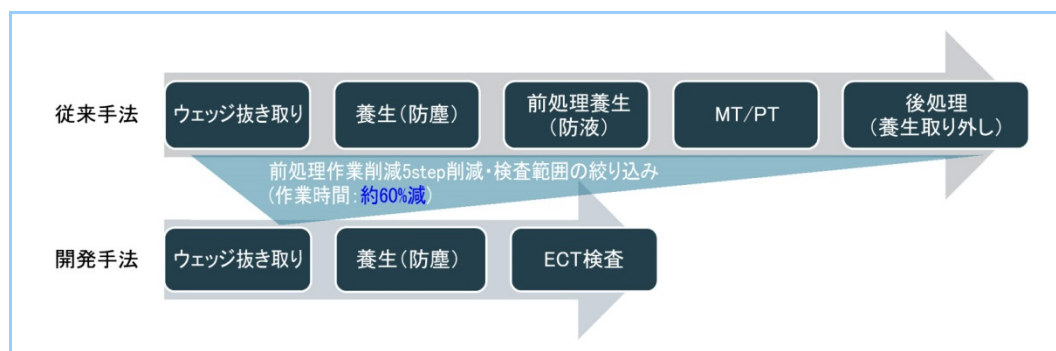 従来手法
ウェッジ抜き取り
養生(防塵)
前処理養生
(防液)
MT/PT
後処理
(養生取り外し)
前処理作業削減5step削減・検査範囲の絞り込み
(作業時間:約60%減)
開発手法
ウェッジ抜き取り
養生(防塵)
ECT検査